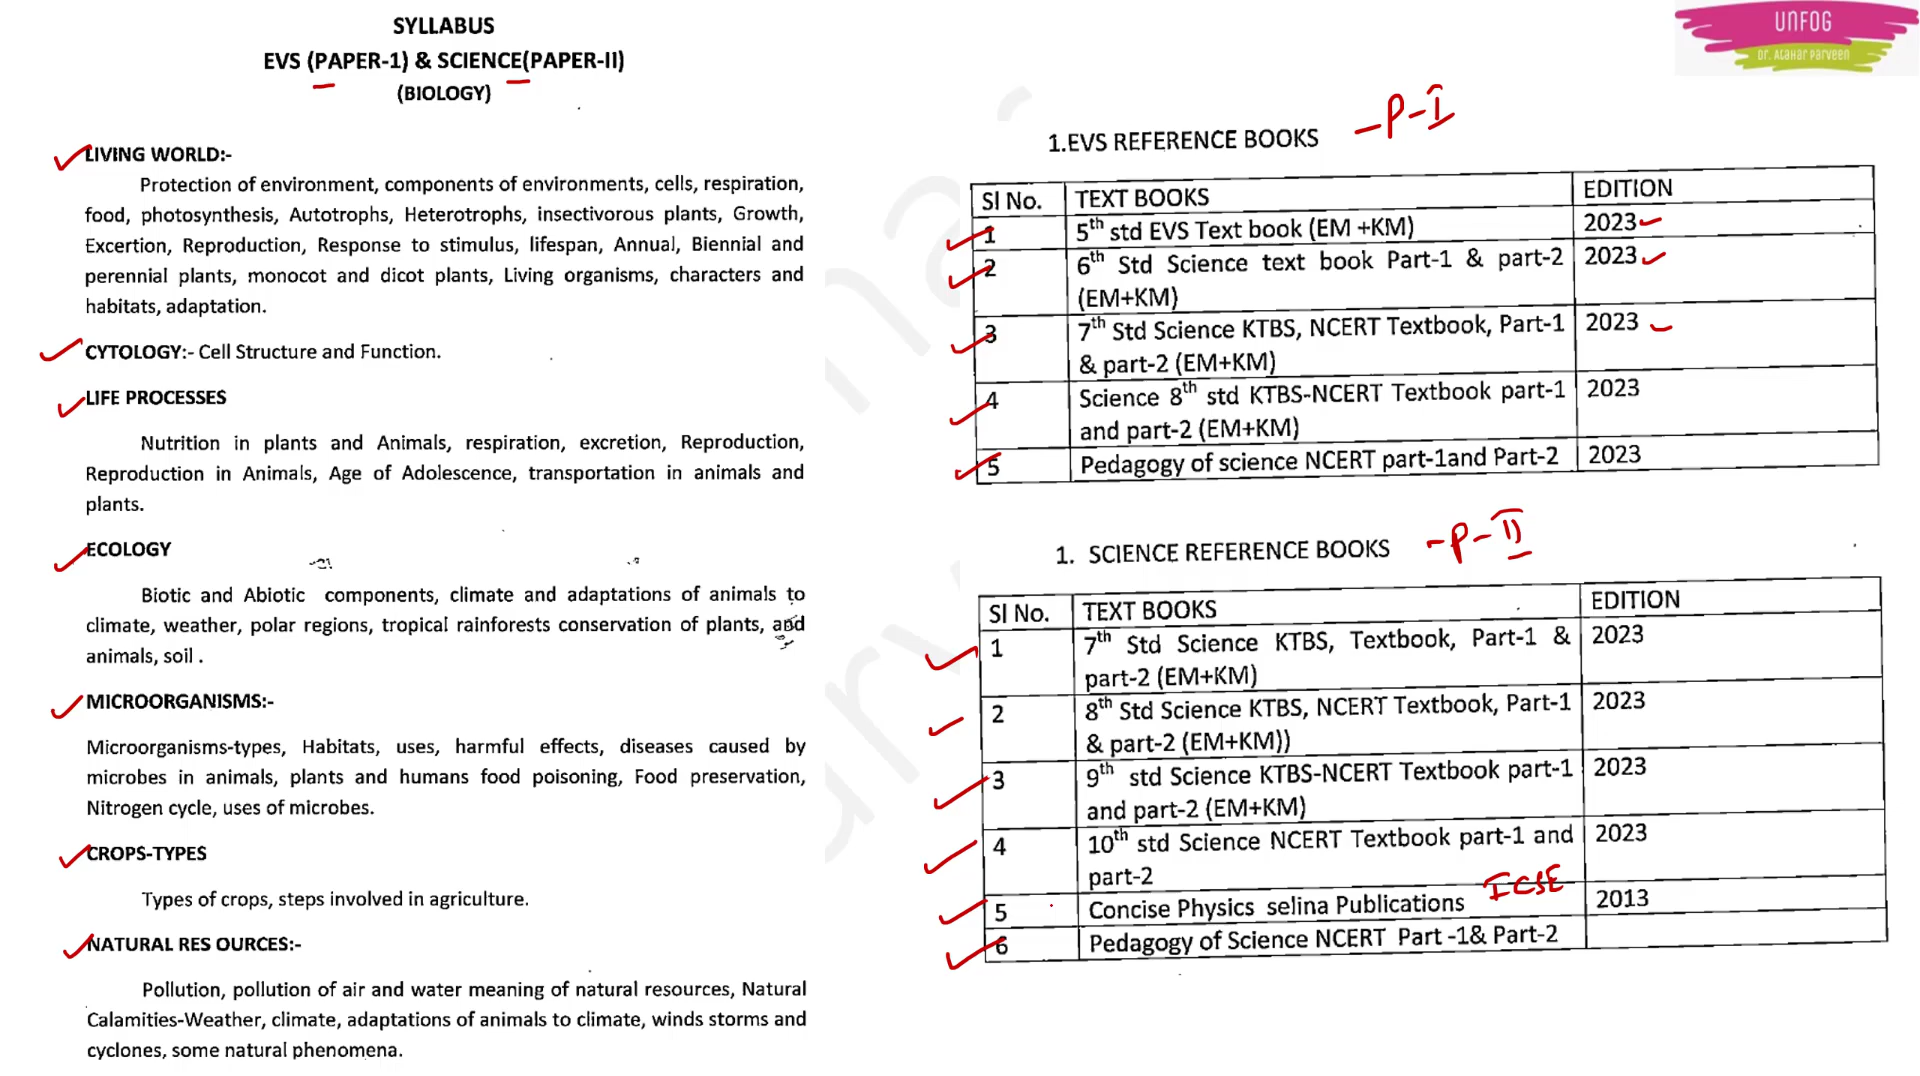 SYLLABUS
EVS (PAPER-1) & SCIENCE(PAPER-II)
(BIOLOGY)
LIVING WORLD:-
Protection of environment, components of environments, cells, respiration,
food, photosynthesis, Autotrophs, Heterotrophs, insectivorous plants, Growth,
Excertion, Reproduction, Response to stimulus, lifespan, Annual, Biennial and
perennial plants, monocot and dicot plants, Living organisms, characters and
habitats, adaptation.
CYTOLOGY:- Cell Structure and Function.
LIFE PROCESSES
Nutrition in plants and Animals, respiration, excretion, Reproduction,
Reproduction in Animals, Age of Adolescence, transportation in animals and
plants.
ECOLOGY
Biotic and Abiotic components, climate and adaptations of animals to
climate, weather, polar regions, tropical rainforests conservation of plants, and
animals, soil .
MICROORGANISMS:-
Microorganisms-types, Habitats, uses, harmful effects, diseases caused by
microbes in animals, plants and humans food poisoning, Food preservation,
Nitrogen cycle, uses of microbes.
CROPS-TYPES
Types of crops, steps involved in agriculture.
NATURAL RES OURCES:-
Pollution, pollution of air and water meaning of natural resources, Natural
Calamities-Weather, climate, adaptations of animals to climate, winds storms and
cyclones, some natural phenomena.
UNFOG
Dr. Atahar Parveen
1.EVS REFERENCE BOOKS -P-I
Sl No. TEXT BOOKS EDITION
1 5th std EVS Text book (EM +KM) 2023
2 6th Std Science text book Part-1 & part-2 2023
(EM+KM)
3 7th Std Science KTBS, NCERT Textbook, Part-1 2023
& part-2 (EM+KM)
4 Science 8th std KTBS-NCERT Textbook part-1 2023
and part-2 (EM+KM)
5 Pedagogy of science NCERT part-1and Part-2 2023
1. SCIENCE REFERENCE BOOKS -P-II
Sl No. TEXT BOOKS EDITION
1 7th Std Science KTBS, Textbook, Part-1 & 2023
part-2 (EM+KM)
2 8th Std Science KTBS, NCERT Textbook, Part-1 2023
& part-2 (EM+KM))
3 9th std Science KTBS-NCERT Textbook part-1 2023
and part-2 (EM+KM)
4 10th std Science NCERT Textbook part-1 and 2023
part-2
ICSE
5 Concise Physics selina Publications 2013
6 Pedagogy of Science NCERT Part -1& Part-2